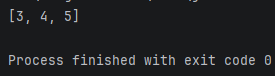 [3, 4, 5]
Process finished with exit code 0